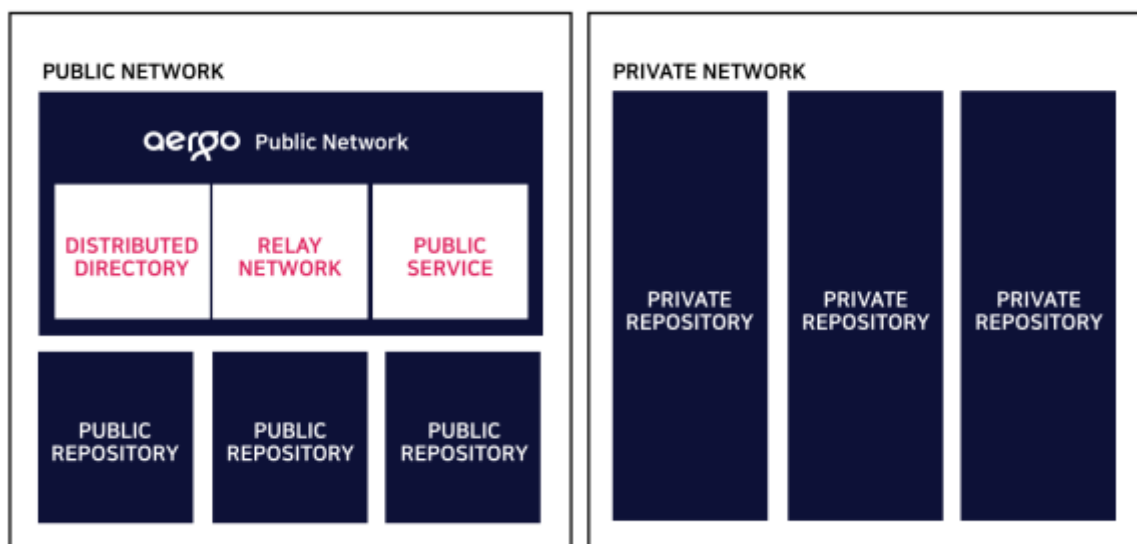 PUBLIC NETWORK
aergo Public Network
DISTRIBUTED
DIRECTORY
RELAY
NETWORK
PUBLIC
SERVICE
PUBLIC
REPOSITORY
PUBLIC
REPOSITORY
PUBLIC
REPOSITORY
PRIVATE NETWORK
PRIVATE
REPOSITORY
PRIVATE
REPOSITORY
PRIVATE
REPOSITORY